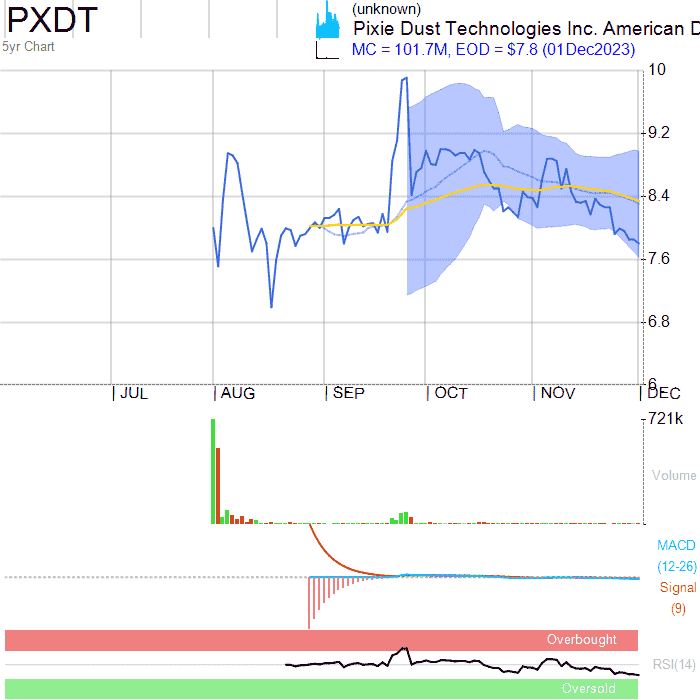 PXDT
5yr Chart
(unknown)
Pixie Dust Technologies Inc. American D
MC = 101.7M, EOD = $7.8 (01Dec2023)
10
9.2
8.4
7.6
6.8
6
JUL AUG SEP OCT NOV DEC
721k
Volume
MACD
(12-26)
Signal
(9)
Overbought
RSI(14)
Oversold